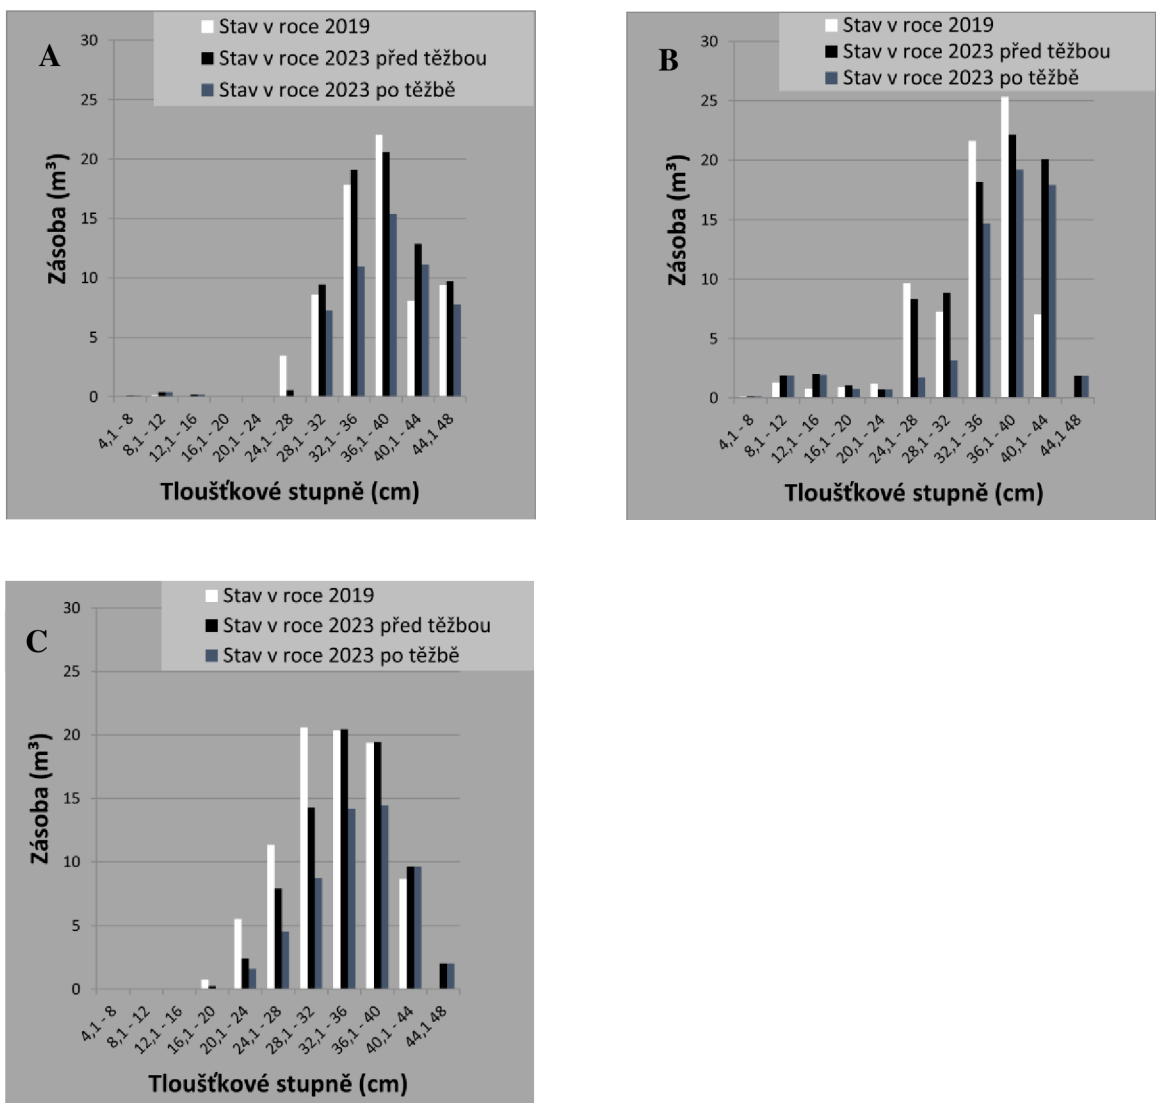 A
Stav v roce 2019
Stav v roce 2023 před těžbou
Stav v roce 2023 po těžbě
Zásoba (m³)
30
25
20
15
10
5
0
4,1 - 8
8,1 - 12
12,1 - 16
16,1 - 20
20,1 - 24
24,1 - 28
28,1 - 32
32,1 - 36
36,1 - 40
40,1 - 44
44,1 48
Tloušťkové stupně (cm)
B
Stav v roce 2019
Stav v roce 2023 před těžbou
Stav v roce 2023 po těžbě
Zásoba (m³)
30
25
20
15
10
5
0
4,1 - 8
8,1 - 12
12,1 - 16
16,1 - 20
20,1 - 24
24,1 - 28
28,1 - 32
32,1 - 36
36,1 - 40
40,1 - 44
44,1 48
Tloušťkové stupně (cm)
C
Stav v roce 2019
Stav v roce 2023 před těžbou
Stav v roce 2023 po těžbě
Zásoba (m³)
30
25
20
15
10
5
0
4,1 - 8
8,1 - 12
12,1 - 16
16,1 - 20
20,1 - 24
24,1 - 28
28,1 - 32
32,1 - 36
36,1 - 40
40,1 - 44
44,1 48
Tloušťkové stupně (cm)